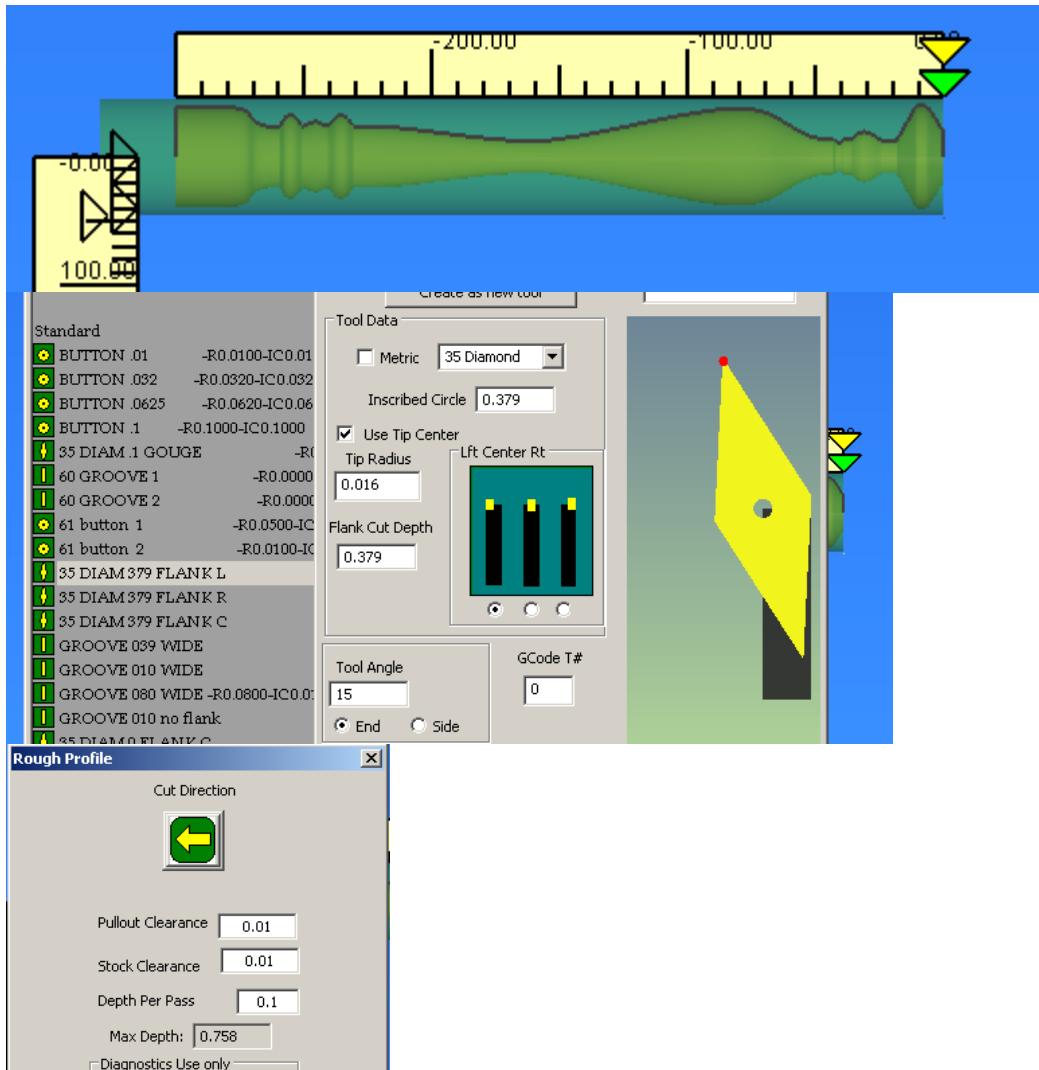 -200.00
-100.00
-0.00
100.00
Create as new tool
Standard
BUTTON .01 -R0.0100-IC0.01
BUTTON .032 -R0.0320-IC0.032
BUTTON .0625 -R0.0620-IC0.06
BUTTON .1 -R0.1000-IC0.1000
35 DIAM .1 GOUGE -R(
60 GROOVE 1 -R0.0000
60 GROOVE 2 -R0.000(
61 button 1 -R0.0500-IC
61 button 2 -R0.0100-I(
35 DIAM 379 FLANK L
35 DIAM 379 FLANK R
35 DIAM 379 FLANK C
GROOVE 039 WIDE
GROOVE 010 WIDE
GROOVE 080 WIDE -R0.0800-IC0.0
GROOVE 010 no flank
35 DIAM 0 FLANK C
Tool Data
Metric 35 Diamond
Inscribed Circle 0.379
Use Tip Center
Tip Radius
0.016
Flank Cut Depth
0.379
Lft Center Rt
Tool Angle
15
End Side
GCode T#
0
Rough Profile
Cut Direction
Pullout Clearance 0.01
Stock Clearance 0.01
Depth Per Pass 0.1
Max Depth: 0.758
Diagnostics Use only